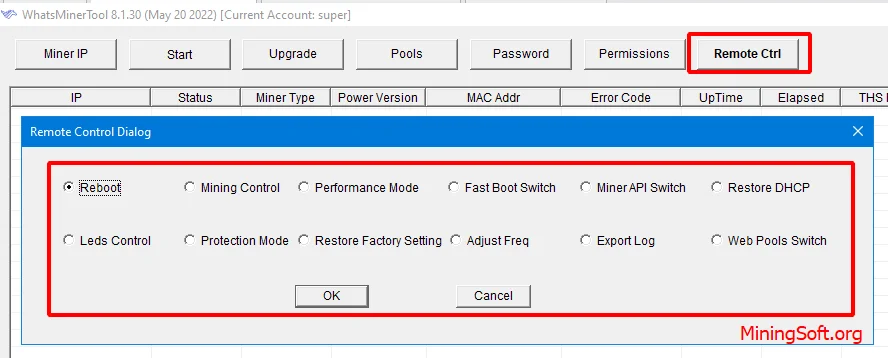 WhatsMinerTool 8.1.30 (May 20 2022) [Current Account: super]
Miner IP Start Upgrade Pools Password Permissions Remote Ctrl
IP Status Miner Type Power Version MAC Addr Error Code UpTime Elapsed THS
Remote Control Dialog
Reboot Mining Control Performance Mode Fast Boot Switch Miner API Switch Restore DHCP
Leds Control Protection Mode Restore Factory Setting Adjust Freq Export Log Web Pools Switch
OK Cancel
MiningSoft.org